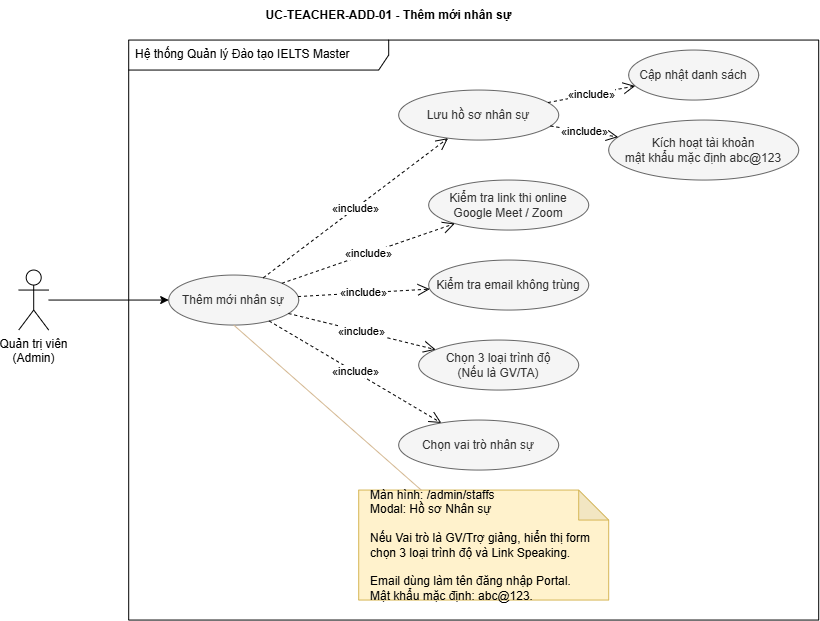 UC-TEACHER-ADD-01 - Thêm mới nhân sự
Hệ thống Quản lý Đào tạo IELTS Master
Cập nhật danh sách
«include»
Lưu hồ sơ nhân sự
«include»
Kích hoạt tài khoản
mật khẩu mặc định abc@123
«include»
Kiểm tra link thi online
Google Meet / Zoom
«include»
Kiểm tra email không trùng
«include»
Thêm mới nhân sự
Quản trị viên
(Admin)
«include»
Chọn 3 loại trình độ
(Nếu là GV/TA)
«include»
Chọn vai trò nhân sự
Màn hình: /admin/staffs
Modal: Hồ sơ Nhân sự
Nếu Vai trò là GV/Trợ giảng, hiển thị form
chọn 3 loại trình độ và Link Speaking.
Email dùng làm tên đăng nhập Portal.
Mật khẩu mặc định: abc@123.